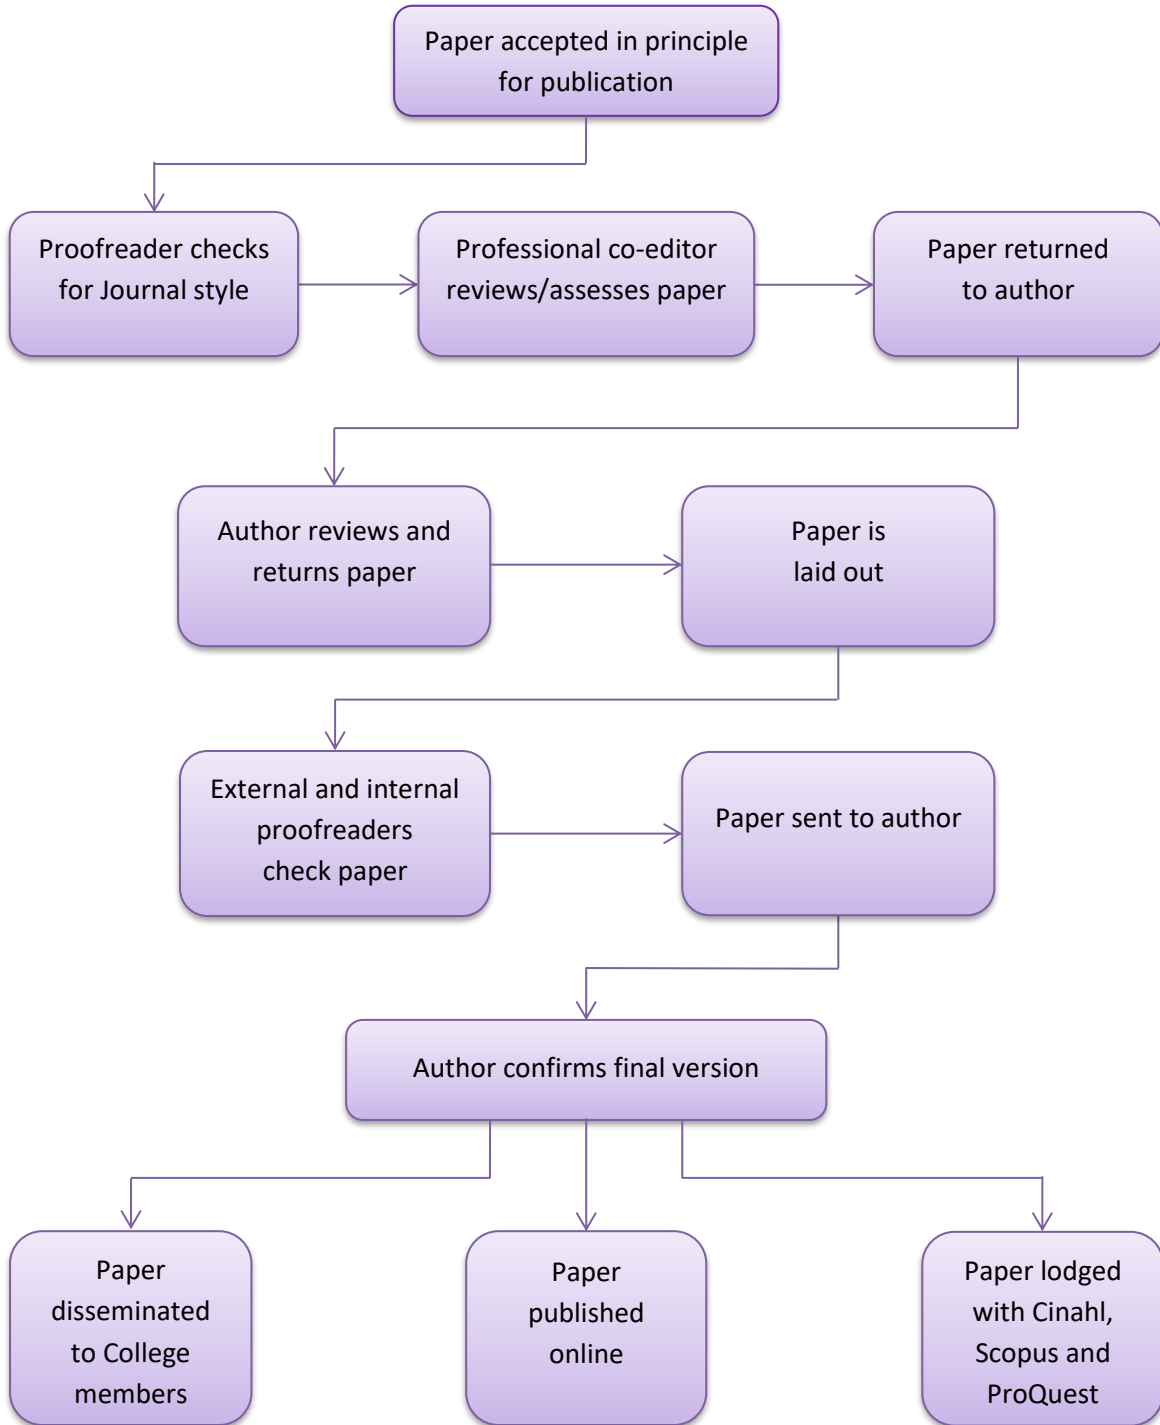 Paper accepted in principle
for publication
Proofreader checks
for Journal style
Professional co-editor
reviews/assesses paper
Paper returned
to author
Author reviews and
returns paper
Paper is
laid out
External and internal
proofreaders
check paper
Paper sent to author
Author confirms final version
Paper
disseminated
to College
members
Paper
published
online
Paper lodged
with Cinahl,
Scopus and
ProQuest